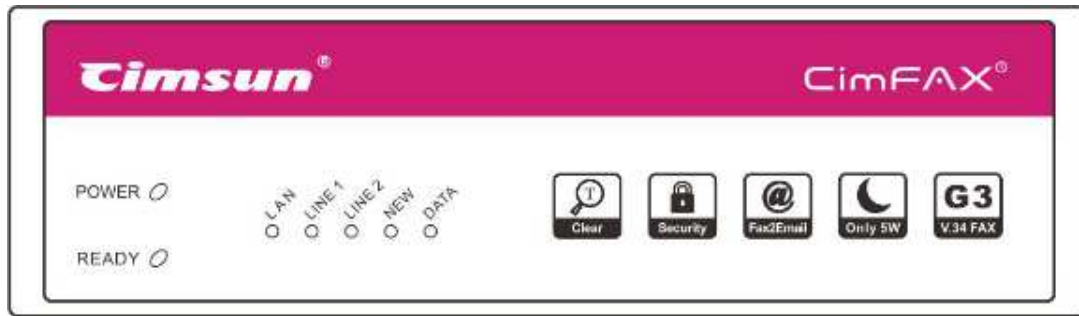 Cimsun®
CimFAX®
POWER
READY
LAN
LINE 1
LINE 2
NEW
DATA
T
Clear
Security
@
Fax2Email
Only 5W
G3
V.34 FAX